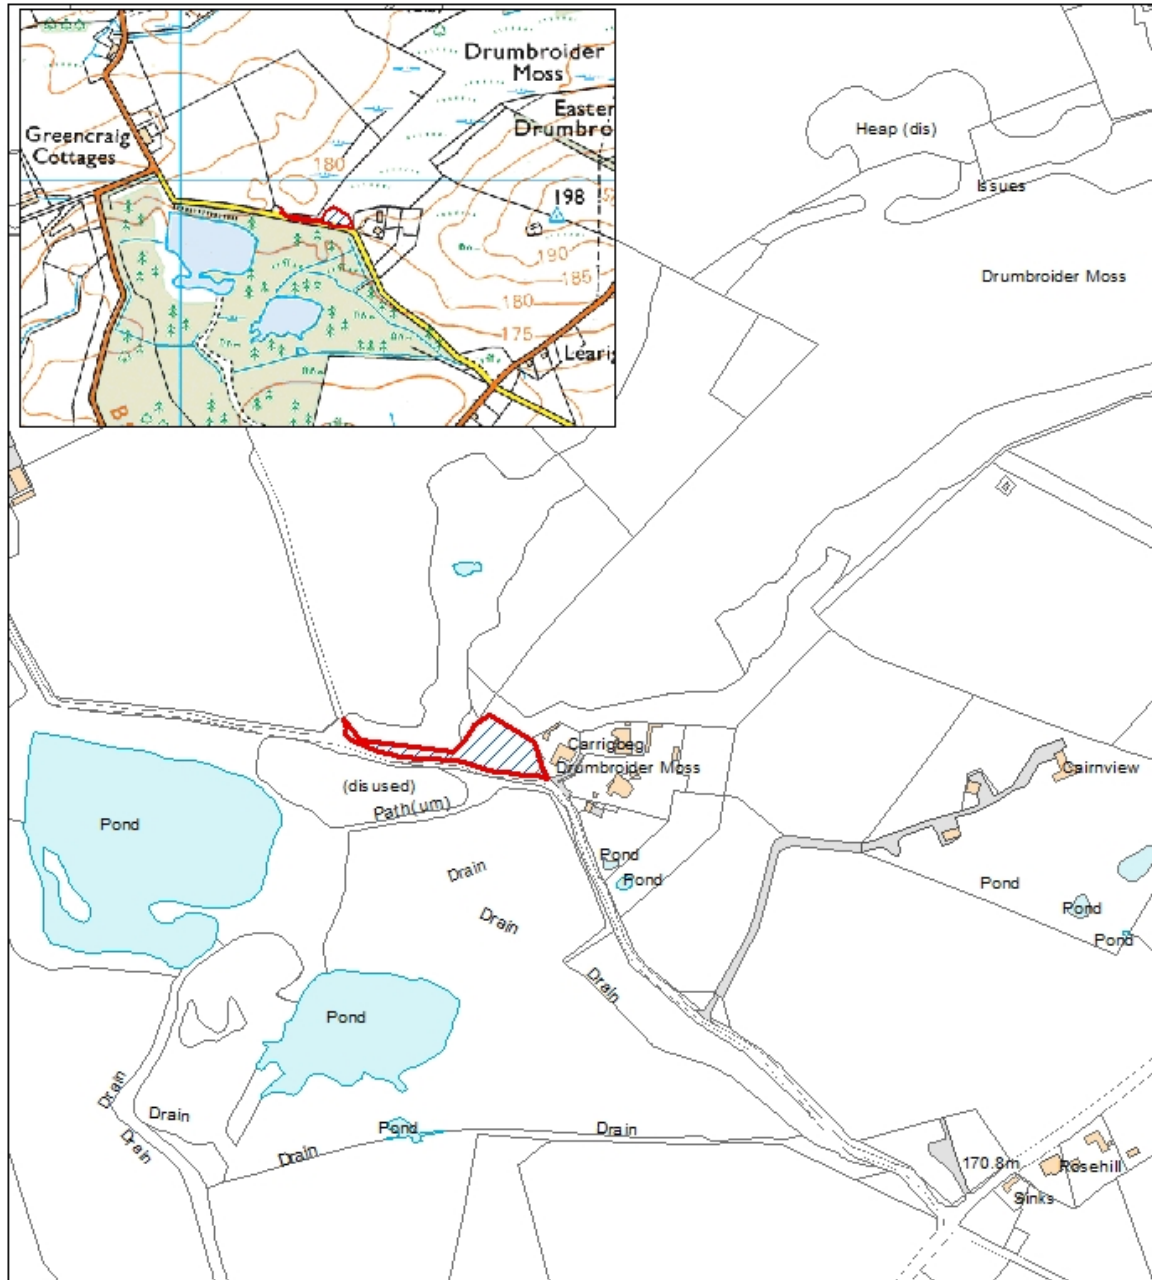 Drumbroider
Moss
Easter
Drumbro
Greencraig
Cottages
180
198
190
185
180
175
Learig
B
Heap (dis)
Issues
Drumbroider Moss
Carrigbeg
Drumbroider Moss
Cairnview
(disused)
Path (um)
Pond
Drain
Pond
Pond
Drain
Pond
Pond
Pond
Drain
Pond
Drain
Drain
Drain
Pond
Drain
Drain
170.8m
Rosehill
Sinks